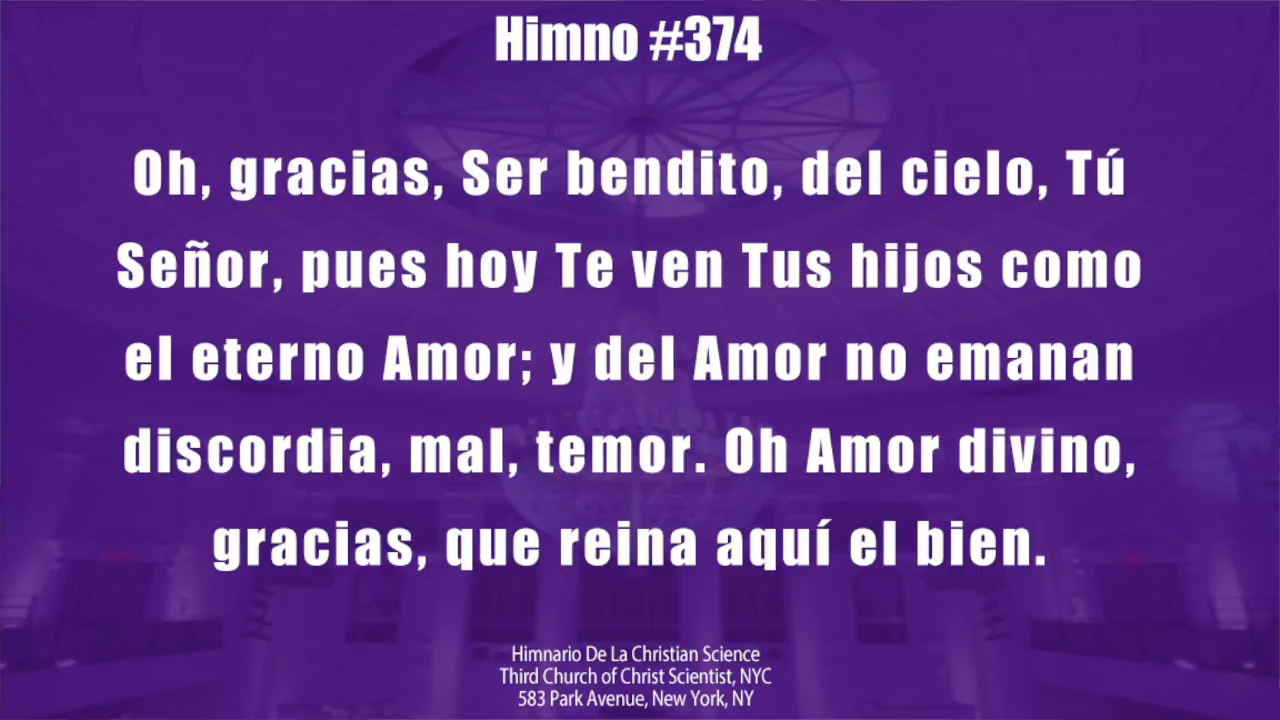 Himno #374
Oh, gracias, Ser bendito, del cielo, Tú
Señor, pues hoy Te ven Tus hijos como
el eterno Amor; y del Amor no emanan
discordia, mal, temor. Oh Amor divino,
gracias, que reina aquí el bien.
Himnario De La Christian Science
Third Church of Christ Scientist, NYC
583 Park Avenue, New York, NY